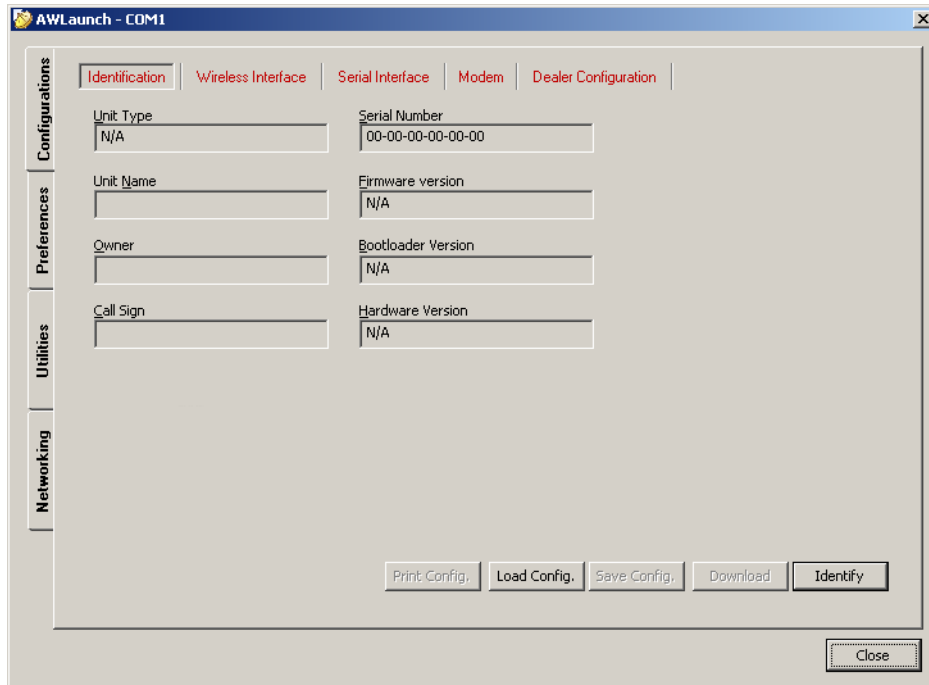 AWLaunch - COM1
Configurations
Preferences
Utilities
Networking
Identification Wireless Interface Serial Interface Modem Dealer Configuration
Unit Type
N/A
Serial Number
00-00-00-00-00-00
Unit Name
Firmware version
N/A
Owner
Bootloader Version
N/A
Call Sign
Hardware Version
N/A
Print Config. Load Config. Save Config. Download Identify
Close